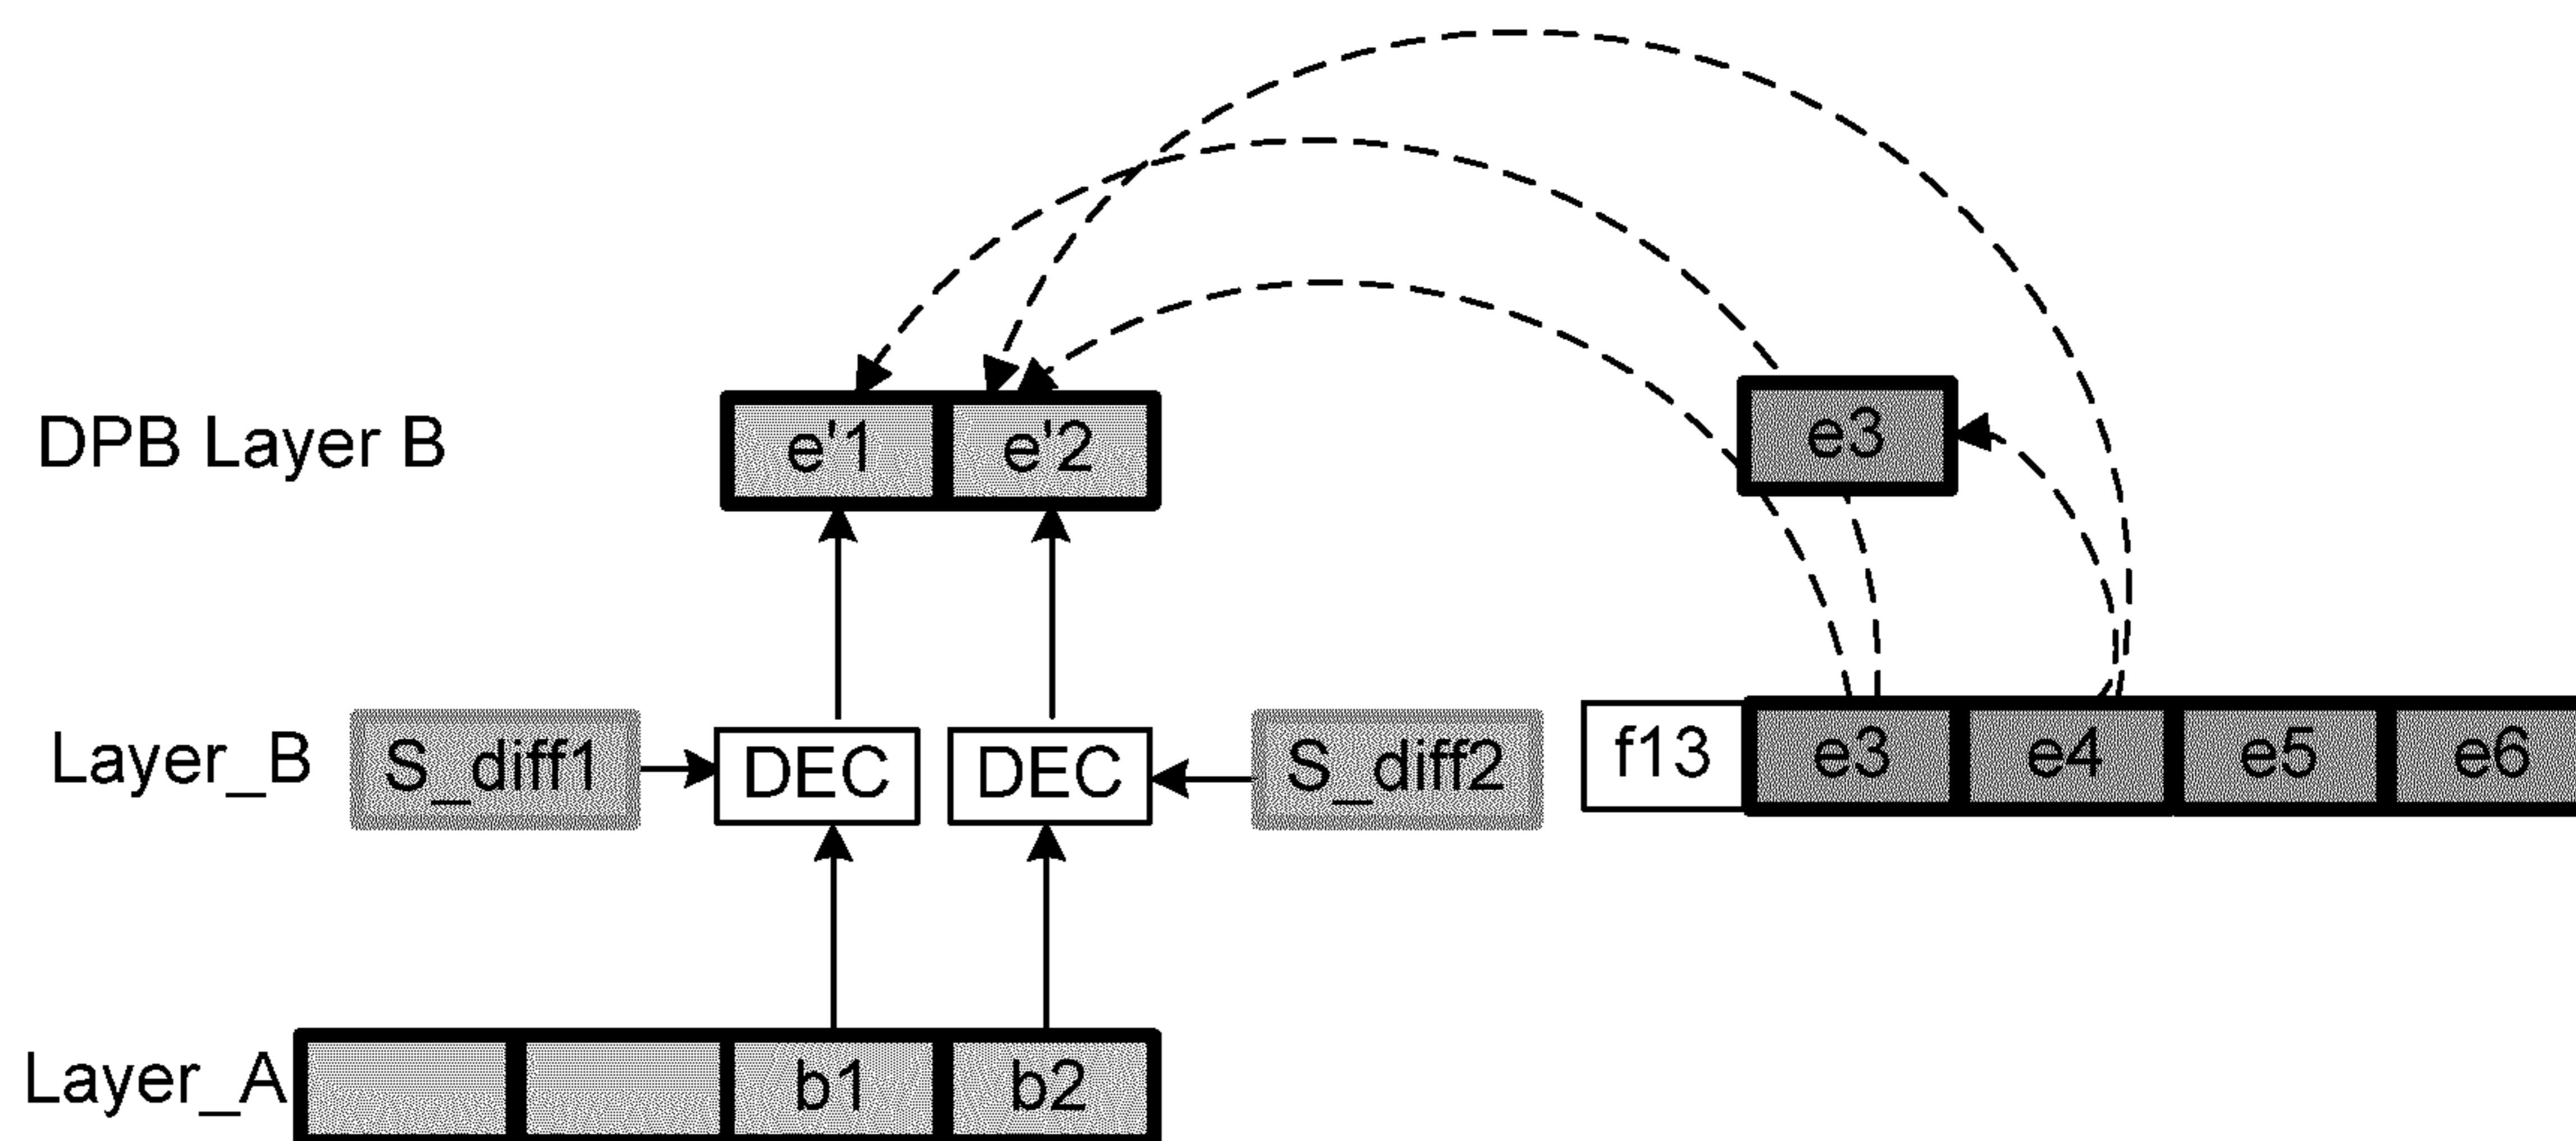 DPB Layer B e'1 e'2 e3
Layer_B S_diff1 DEC DEC S_diff2 f13 e3 e4 e5 e6
Layer_A b1 b2